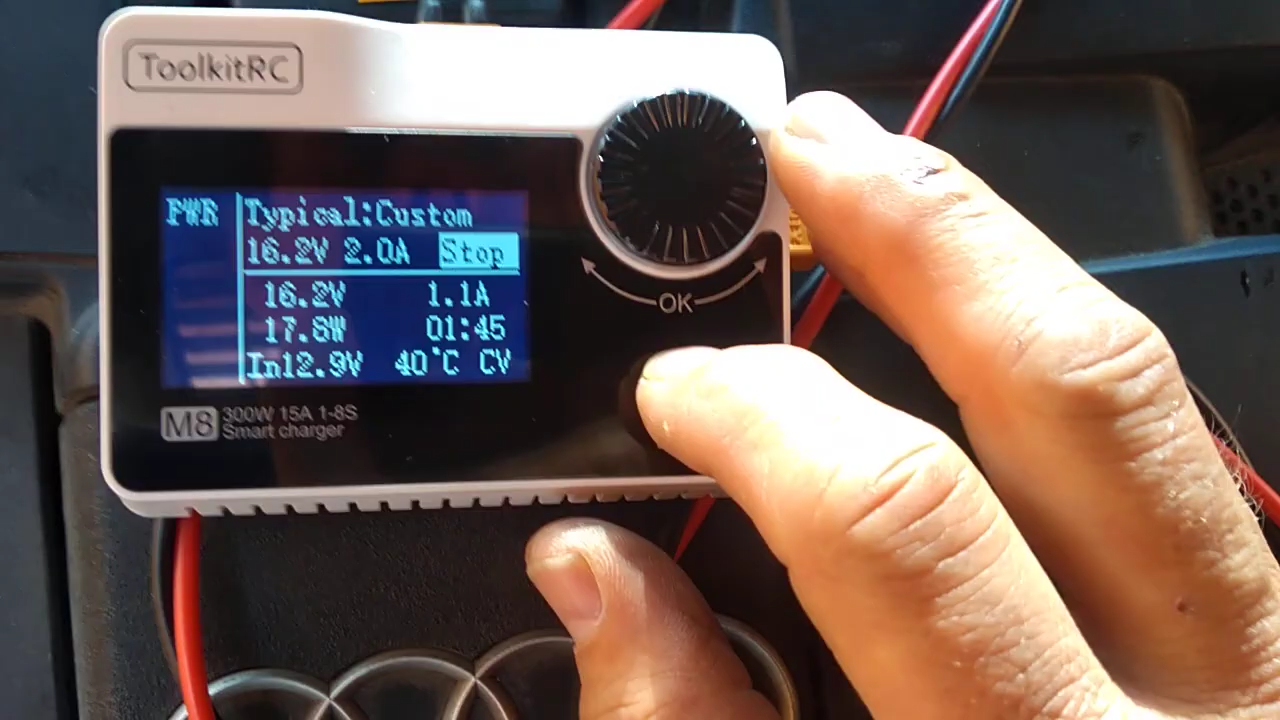 ToolkitRC
PWR
Typical:Custom
16.2V 2.0A Stop
16.2V 1.1A
17.8W 01:45
In12.9V 40°C CV
OK
M8
300W 15A 1-8S
Smart charger